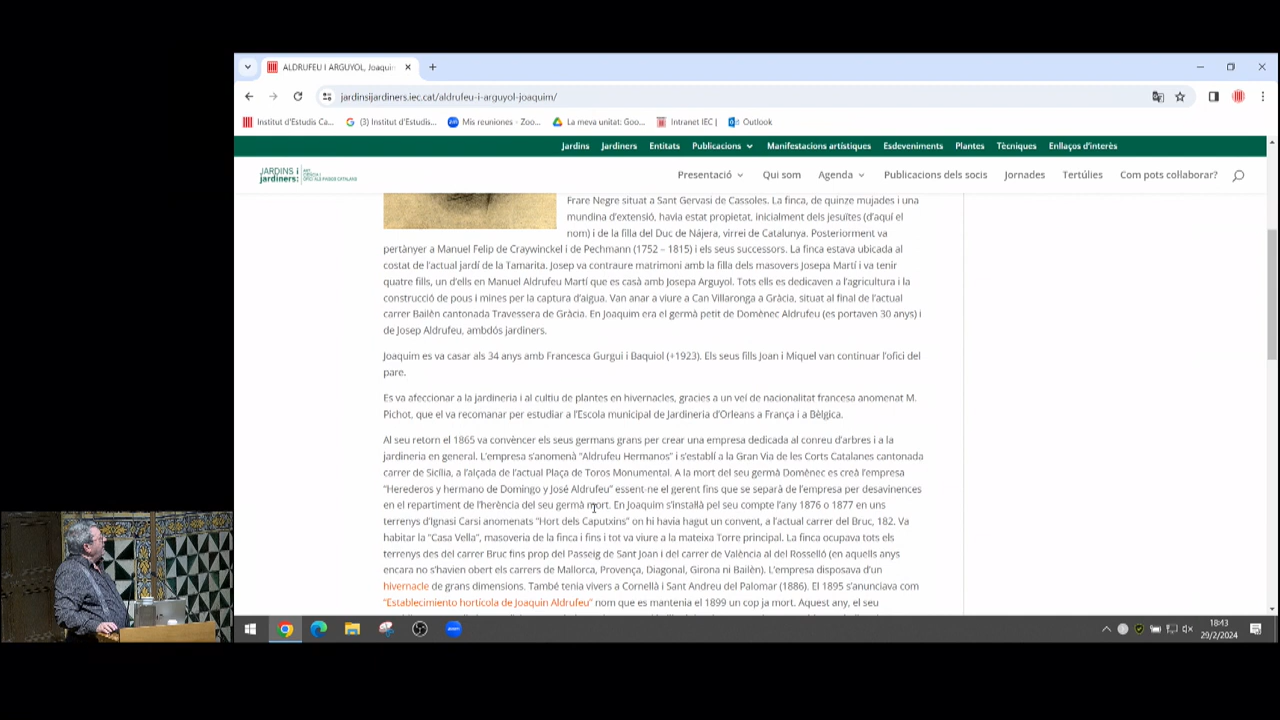 ALDRUFEU I ARGUYOL, Joaquin
jardinsijardiners.iec.cat/aldrufeu-i-arguyol-joaquim/
Institut d'Estudis Ca...
(3) Institut d'Estudis...
Mis reuniones - Zoo...
La meva unitat: Goo...
Intranet IEC |
Outlook
Jardins
Jardiners
Entitats
Publicacions
Manifestacions artístiques
Esdeveniments
Plantes
Tècniques
Enllaços d'interès
JARDINS i
jardiners:
Presentació
Qui som
Agenda
Publicacions dels socis
Jornades
Tertúlies
Com pots collaborar?
Frare Negre situat a Sant Gervasi de Cassoles. La finca, de quinze mujades i una
mundina d'extensió, havia estat propietat, inicialment dels jesuïtes (d'aquí el
nom) i de la filla del Duc de Nájera, virrei de Catalunya. Posteriorment va
pertànyer a Manuel Felip de Craywinckel i de Pechmann (1752 – 1815) i els seus successors. La finca estava ubicada al
costat de l'actual jardí de la Tamarita. Josep va contraure matrimoni amb la filla dels masovers Josepa Martí i va tenir
quatre fills, un d'ells en Manuel Aldrufeu Martí que es casà amb Josepa Arguyol. Tots ells es dedicaven a l'agricultura i la
construcció de pous i mines per la captura d'aigua. Van anar a viure a Can Villaronga a Gràcia, situat al final de l'actual
carrer Bailén cantonada Travessera de Gràcia. En Joaquim era el germà petit de Domènec Aldrufeu (es portaven 30 anys) i
de Josep Aldrufeu, ambdós jardiners.
Joaquim es va casar als 34 anys amb Francesca Gurgui i Baquiol (+1923). Els seus fills Joan i Miquel van continuar l'ofici del
pare.
Es va afeccionar a la jardineria i al cultiu de plantes en hivernacles, gracies a un veí de nacionalitat francesa anomenat M.
Pichot, que el va recomanar per estudiar a l'Escola municipal de Jardineria d'Orleans a França i a Bèlgica.
Al seu retorn el 1865 va convèncer els seus germans grans per crear una empresa dedicada al conreu d'arbres i a la
jardineria en general. L'empresa s'anomenà "Aldrufeu Hermanos" i s'establí a la Gran Via de les Corts Catalanes cantonada
carrer de Sicília, a l'alçada de l'actual Plaça de Toros Monumental. A la mort del seu germà Domènec es creà l'empresa
"Herederos y hermano de Domingo y José Aldrufeu" essent-ne el gerent fins que se separà de l'empresa per desavinences
en el repartiment de l'herència del seu germà mort. En Joaquim s'installà pel seu compte l'any 1876 o 1877 en uns
terrenys d'Ignasi Carsi anomenats "Hort dels Caputxins" on hi havia hagut un convent, a l'actual carrer del Bruc, 182. Va
habitar la "Casa Vella", masoveria de la finca i fins i tot va viure a la mateixa Torre principal. La finca ocupava tots els
terrenys des del carrer Bruc fins prop del Passeig de Sant Joan i del carrer de València al del Rosselló (en aquells anys
encara no s'havien obert els carrers de Mallorca, Provença, Diagonal, Girona ni Bailén). L'empresa disposava d'un
hivernacle de grans dimensions. També tenia vivers a Cornellà i Sant Andreu del Palomar (1886). El 1895 s'anunciava com
"Establecimiento hortícola de Joaquin Aldrufeu" nom que es mantenia el 1899 un cop ja mort. Aquest any, el seu
18:43
29/2/2024